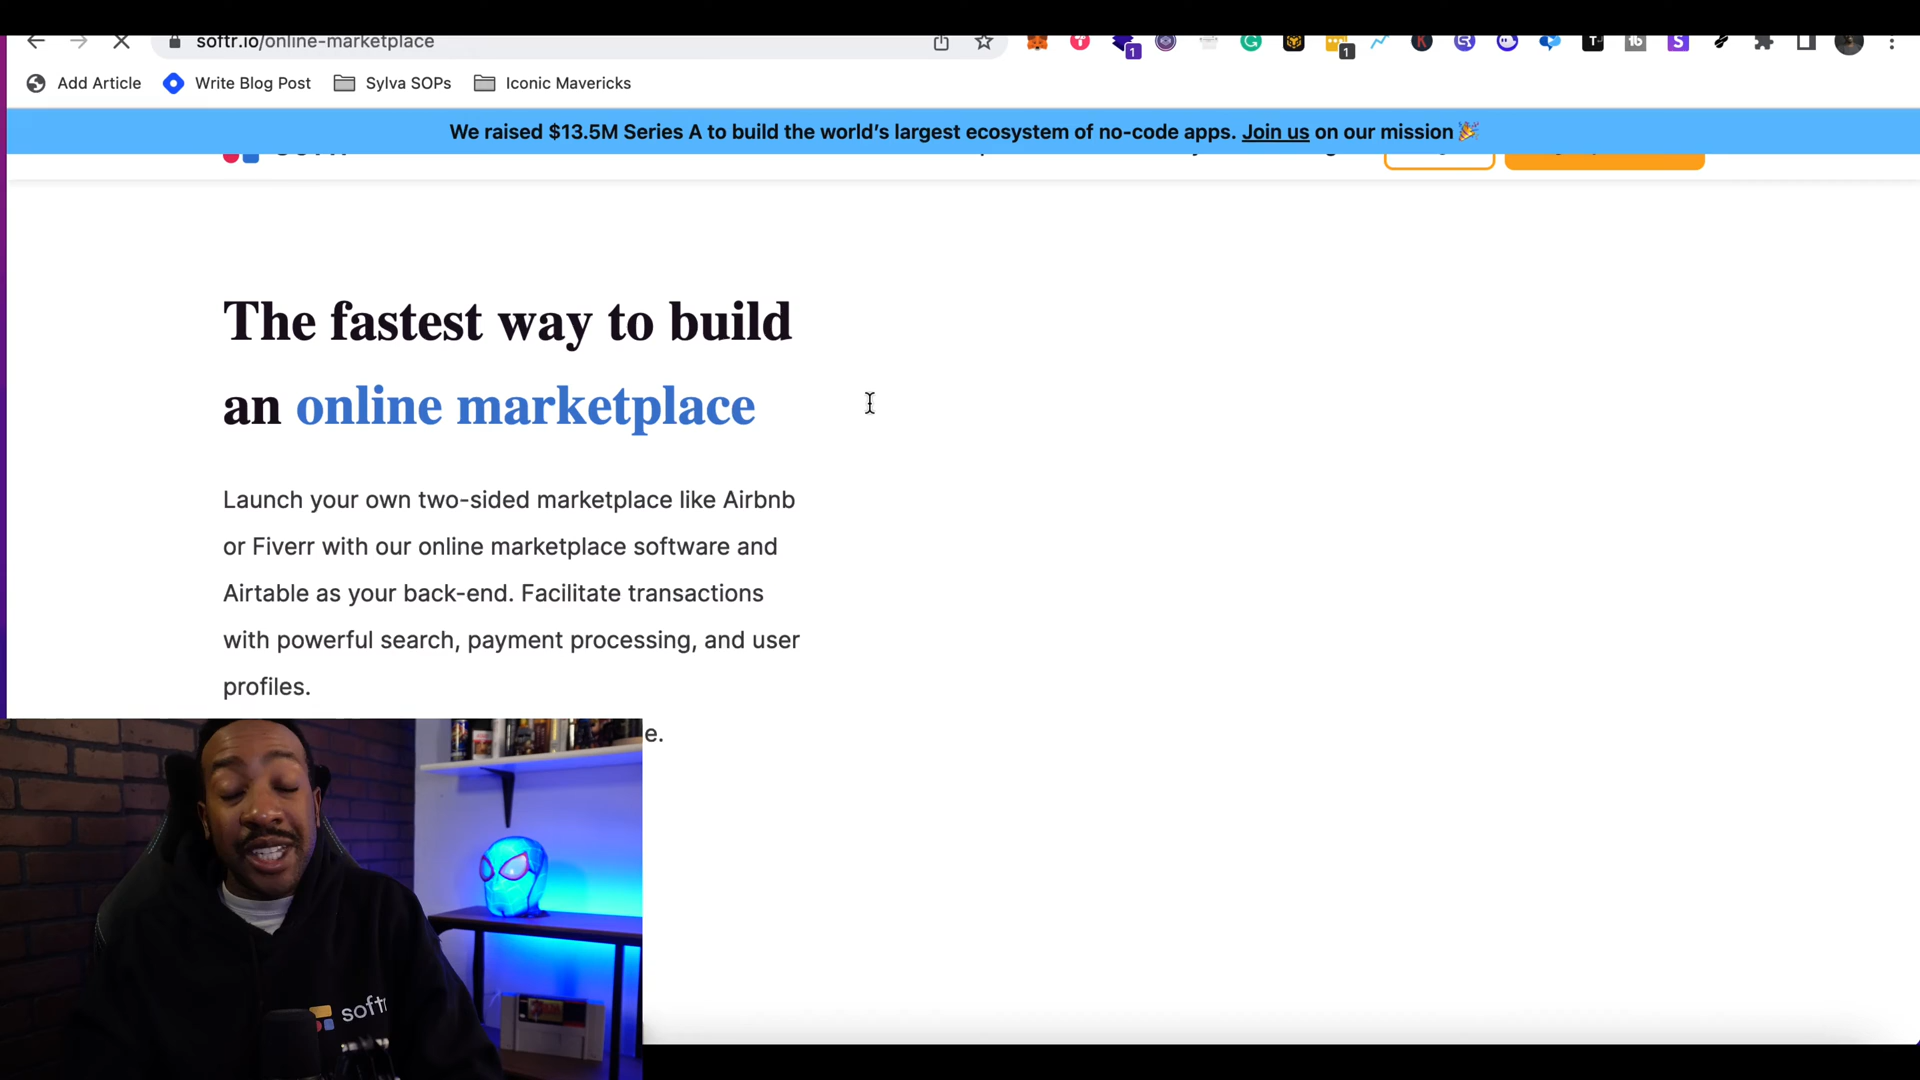 softr.io/online-marketplace
1
1
Add Article
Write Blog Post
Sylva SOPs
Iconic Mavericks
We raised $13.5M Series A to build the world's largest ecosystem of no-code apps. Join us on our mission 🎉
The fastest way to build
an online marketplace
Launch your own two-sided marketplace like Airbnb
or Fiverr with our online marketplace software and
Airtable as your back-end. Facilitate transactions
with powerful search, payment processing, and user
profiles.
e.
softr